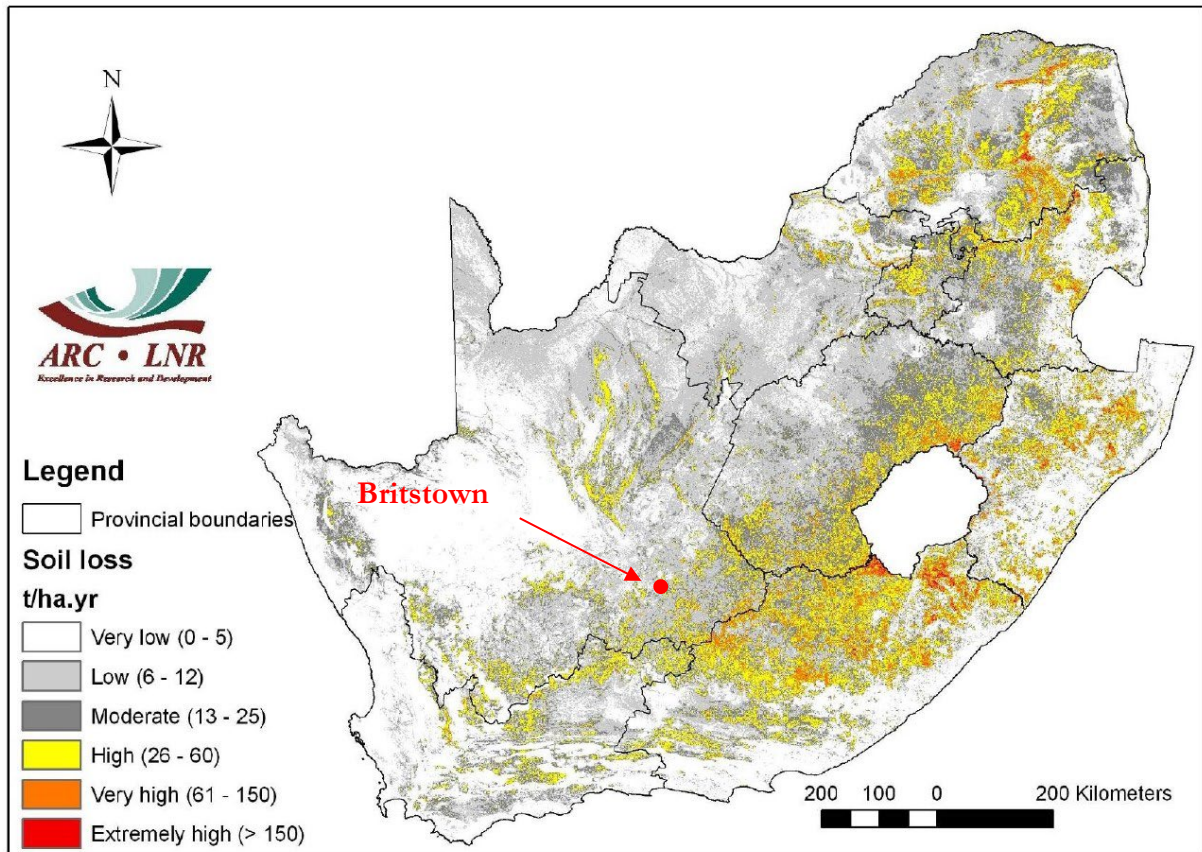 N
ARC • LNR
Excellence in Research and Development
Britstown
Legend
Provincial boundaries
Soil loss
t/ha.yr
Very low (0 - 5)
Low (6 - 12)
Moderate (13 - 25)
High (26 - 60)
Very high (61 - 150)
Extremely high (> 150)
200 100 0 200 Kilometers